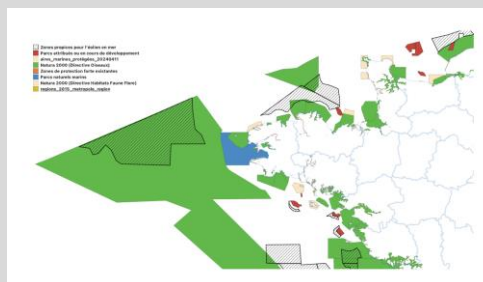 Zones propices pour l'éolien en mer
Parcs attribués ou en cours de développement
aires_marines_protégées_20240411
Natura 2000 (Directive Oiseaux)
Zones de protection forte existantes
Parcs naturels marins
Natura 2000 (Directive Habitats Faune Flore)
regions_2015_metropole_region